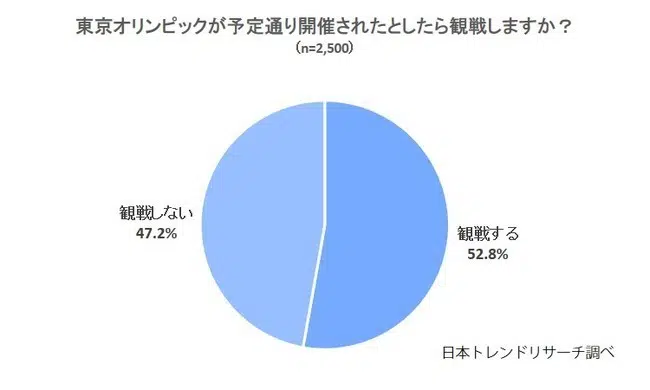 東京オリンピックが予定通り開催されたとしたら観戦しますか？
（n=2,500）
観戦しない
47.2%
観戦する
52.8%
日本トレンドリサーチ調べ